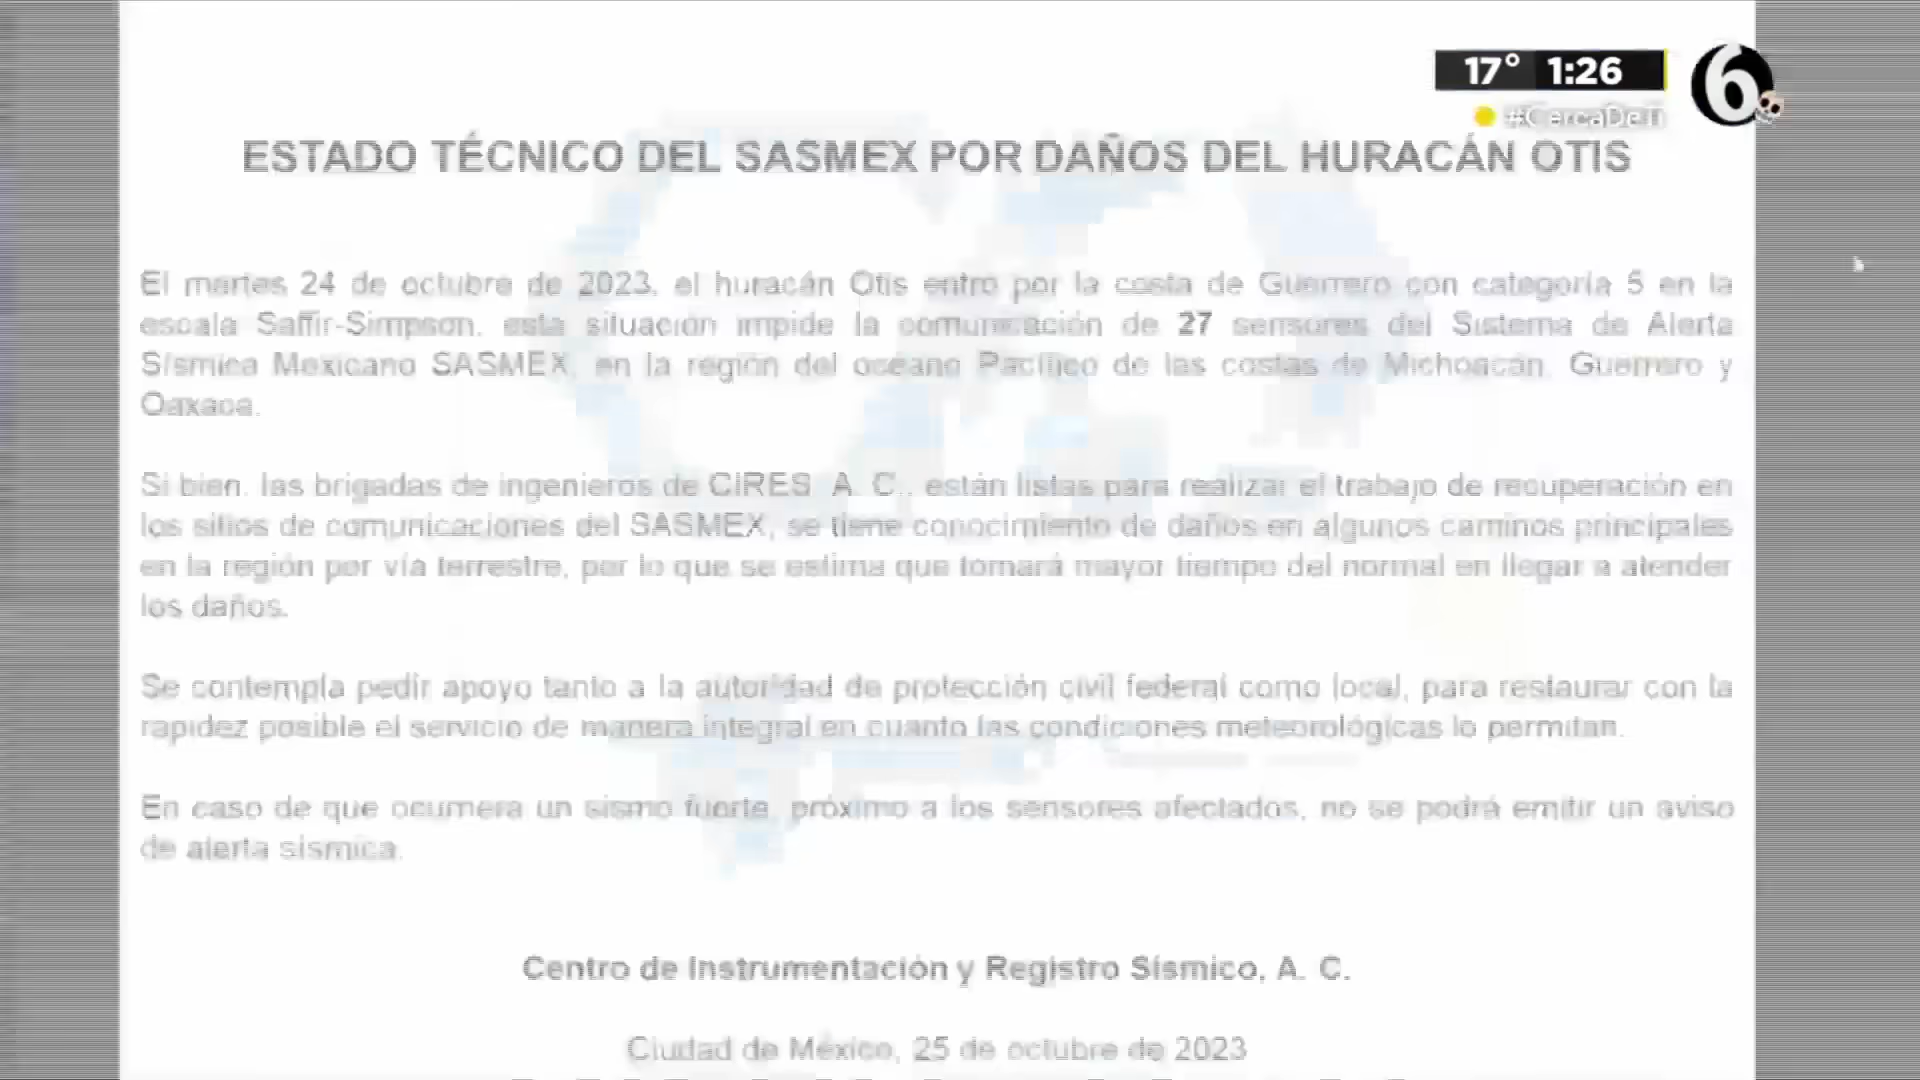 17° 1:26
6
#CercaDeTi
ESTADO TÉCNICO DEL SASMEX POR DAÑOS DEL HURACÁN OTIS
El martes 24 de octubre de 2023, el huracán Otis entro por la costa de Guerrero con categoría 5 en la
escala Saffir-Simpson, esta situación impide la comunicación de 27 sensores del Sistema de Alerta
Sísmica Mexicano SASMEX, en la región del océano Pacífico de las costas de Michoacán, Guerrero y
Oaxaca.
Si bien, las brigadas de ingenieros de CIRES, A. C., están listas para realizar el trabajo de recuperación en
los sitios de comunicaciones del SASMEX, se tiene conocimiento de daños en algunos caminos principales
en la región por vía terrestre, por lo que se estima que tomará mayor tiempo del normal en llegar a atender
los daños.
Se contempla pedir apoyo tanto a la autoridad de protección civil federal como local, para restaurar con la
rapidez posible el servicio de manera integral en cuanto las condiciones meteorológicas lo permitan.
En caso de que ocurriera un sismo fuerte, próximo a los sensores afectados, no se podrá emitir un aviso
de alerta sísmica.
Centro de Instrumentación y Registro Sísmico, A. C.
Ciudad de México, 25 de octubre de 2023